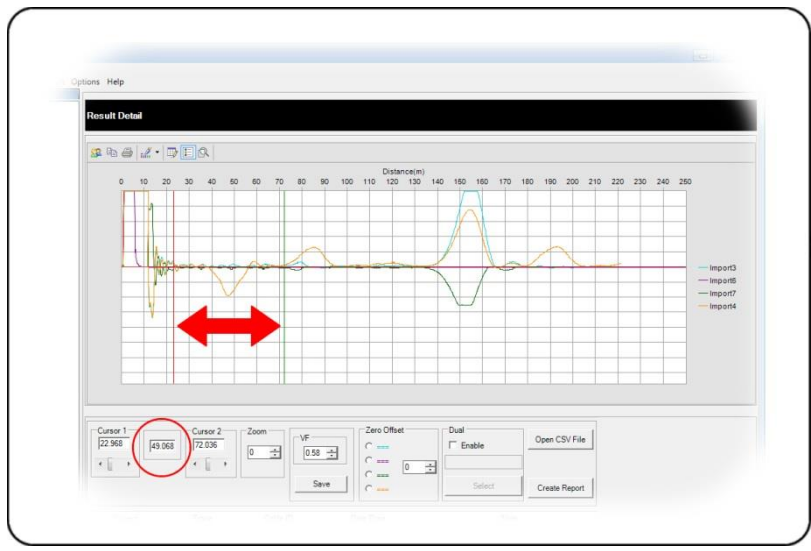 Options Help
Result Detail
Distance(m)
0 10 20 30 40 50 60 70 80 90 100 110 120 130 140 150 160 170 180 190 200 210 220 230 240 250
Import3
Import6
Import7
Import4
Cursor 1 Cursor 2 Zoom VF Zero Offset Dual
22.968 49.068 72.036 0 0.58 0 Enable Open CSV File
Save Select Create Report